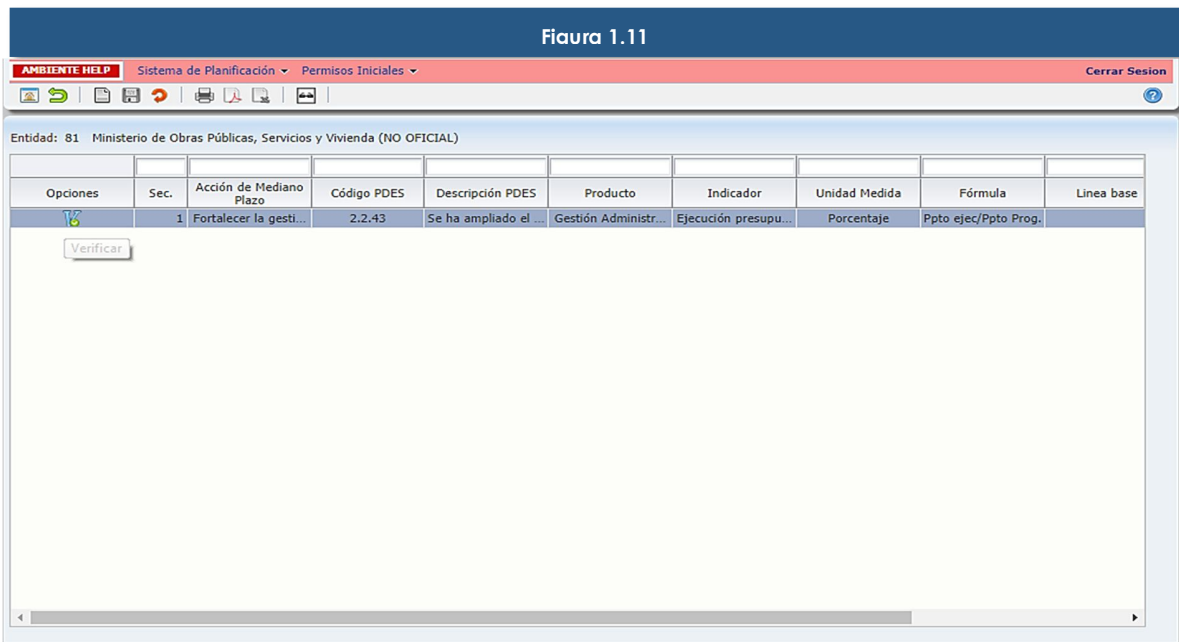 Fiaura 1.11
AMBIENTE HELP Sistema de Planificación Permisos Iniciales Cerrar Sesion
Entidad: 81 Ministerio de Obras Públicas, Servicios y Vivienda (NO OFICIAL)
Opciones Sec. Acción de Mediano Plazo Código PDES Descripción PDES Producto Indicador Unidad Medida Fórmula Linea base
1 Fortalecer la gesti... 2.2.43 Se ha ampliado el ... Gestión Administr... Ejecución presupu... Porcentaje Ppto ejec/Ppto Prog.
Verificar